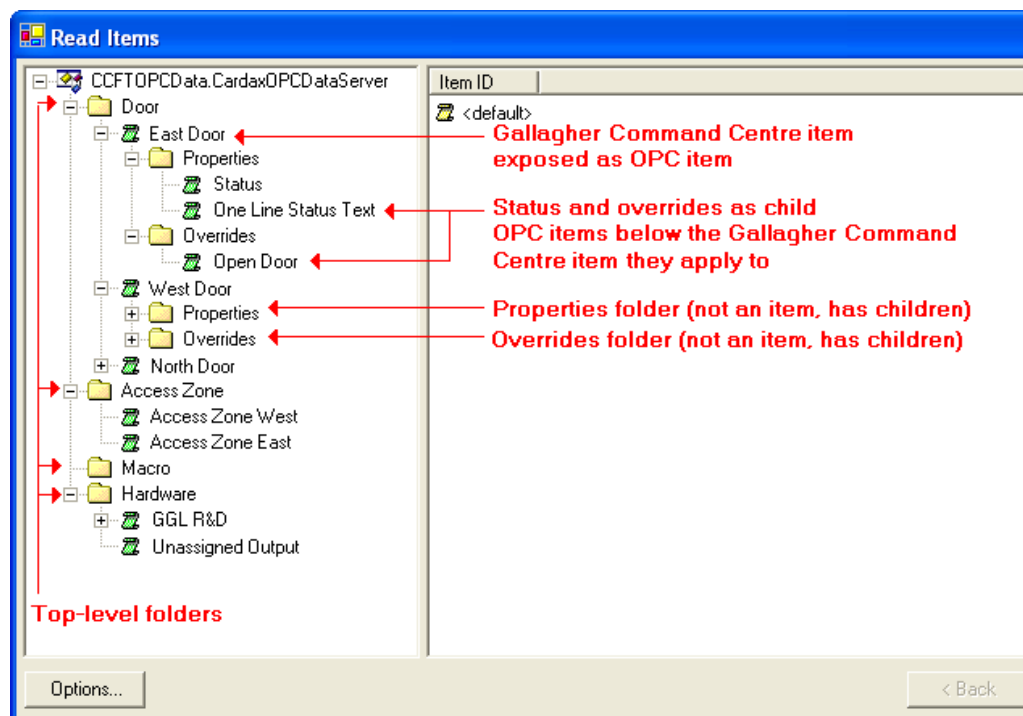 Read Items
CCFTOPCData.CardaxOPCDataServer
Door
East Door
Properties
Status
One Line Status Text
Overrides
Open Door
West Door
Properties
Overrides
North Door
Access Zone
Access Zone West
Access Zone East
Macro
Hardware
GGL R&D
Unassigned Output
Top-level folders
Item ID
<default>
Gallagher Command Centre item
exposed as OPC item
Status and overrides as child
OPC items below the Gallagher Command
Centre item they apply to
Properties folder (not an item, has children)
Overrides folder (not an item, has children)
Options...
< Back